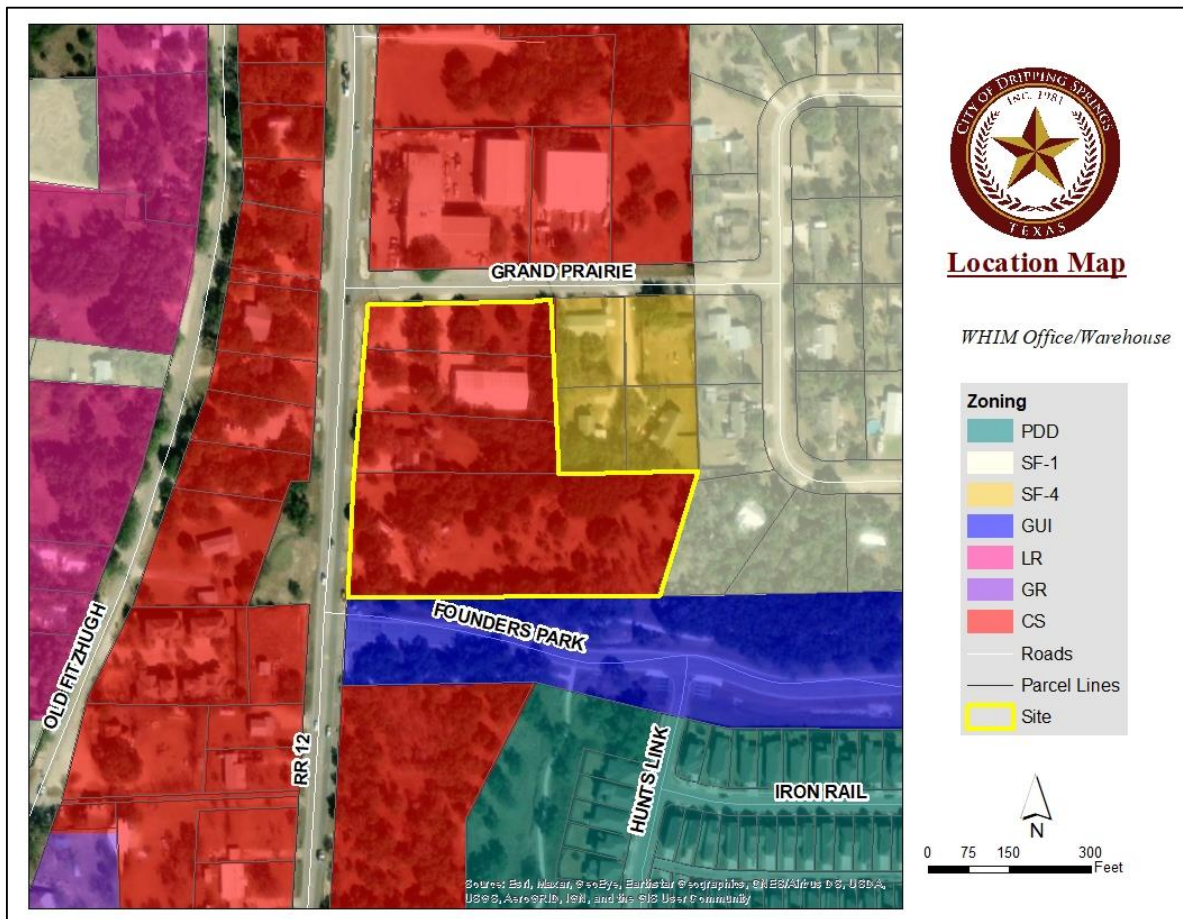 CITY OF DRIPPING SPRINGS
INC. 1981
TEXAS
Location Map
WHIM Office/Warehouse
Zoning
PDD
SF-1
SF-4
GUI
LR
GR
CS
Roads
Parcel Lines
Site
N
0 75 150 300
Feet
GRAND PRAIRIE
FOUNDERS PARK
OLD FITZHUGH
RR 12
HUNTS LINK
IRON RAIL
Source: Esri, Maxar, GeoEye, Earthstar Geographics, CNES/Airbus DS, USDA,
USGS, AeroGRID, IGN, and the GIS User Community